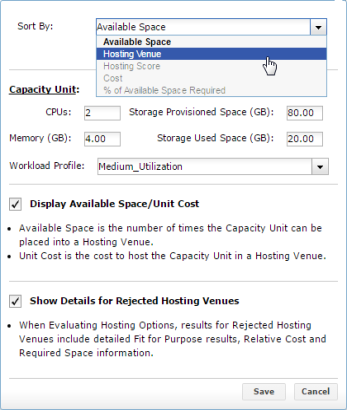 Sort By: Available Space
Available Space
Hosting Venue
Hosting Score
Cost
% of Available Space Required
Capacity Unit:
CPUs: 2 Storage Provisioned Space (GB): 80.00
Memory (GB): 4.00 Storage Used Space (GB): 20.00
Workload Profile: Medium_Utilization
Display Available Space/Unit Cost
• Available Space is the number of times the Capacity Unit can be
placed into a Hosting Venue.
• Unit Cost is the cost to host the Capacity Unit in a Hosting Venue.
Show Details for Rejected Hosting Venues
• When Evaluating Hosting Options, results for Rejected Hosting
Venues include detailed Fit for Purpose results, Relative Cost and
Required Space information.
Save Cancel